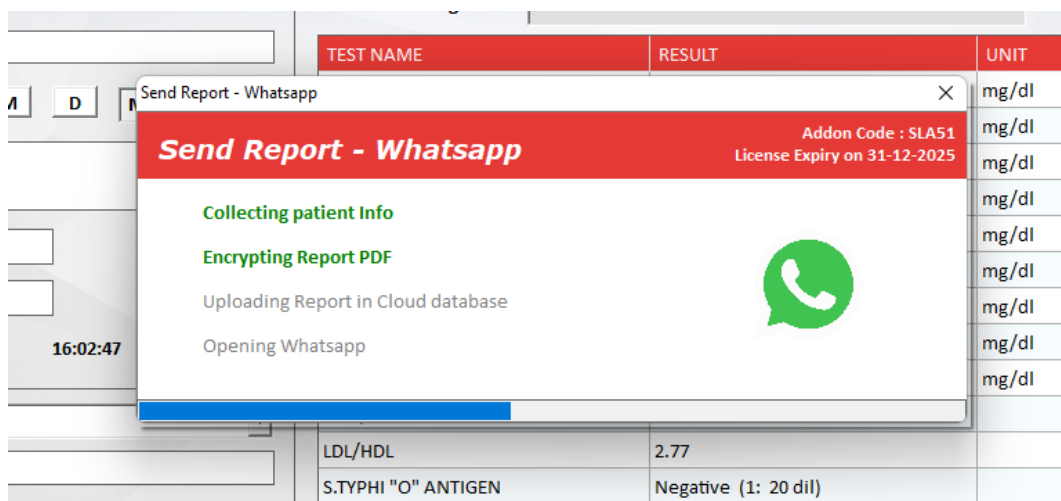 TEST NAME RESULT UNIT
mg/dl
D
Send Report - Whatsapp
Send Report - Whatsapp
Addon Code : SLA51
License Expiry on 31-12-2025
mg/dl
mg/dl
mg/dl
Collecting patient Info
mg/dl
Encrypting Report PDF
mg/dl
Uploading Report in Cloud database
mg/dl
Opening Whatsapp
16:02:47
mg/dl
mg/dl
LDL/HDL 2.77
S.TYPHI "O" ANTIGEN Negative (1: 20 dil)